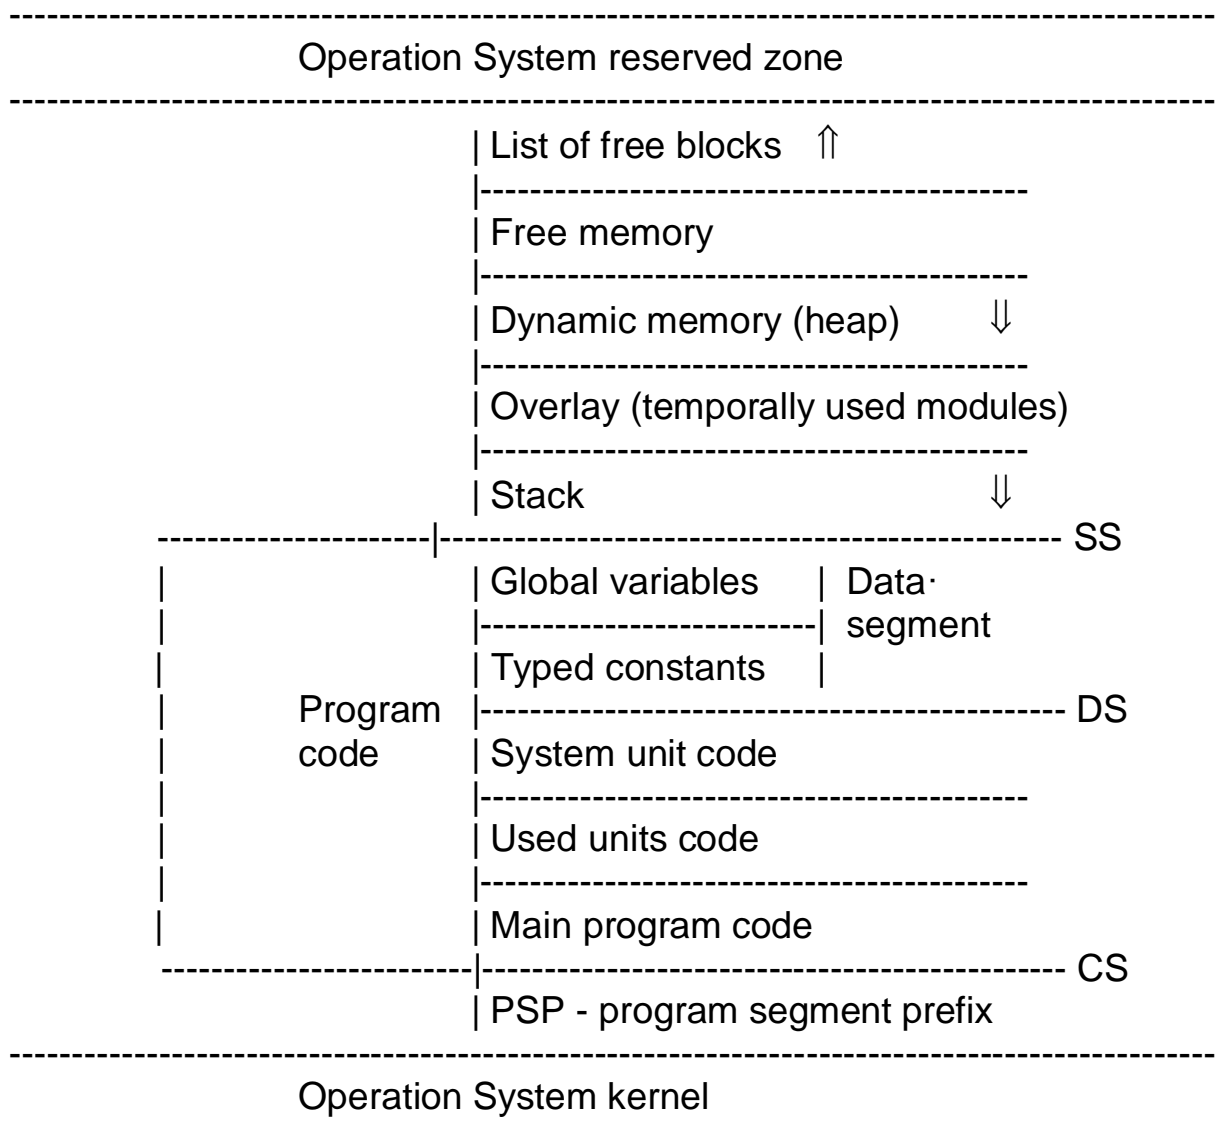 Operation System reserved zone
List of free blocks ⇑
Free memory
Dynamic memory (heap) ⇓
Overlay (temporally used modules)
Stack ⇓
SS
Global variables | Data·
segment
Typed constants |
Program DS
code System unit code
Used units code
Main program code
CS
PSP - program segment prefix
Operation System kernel